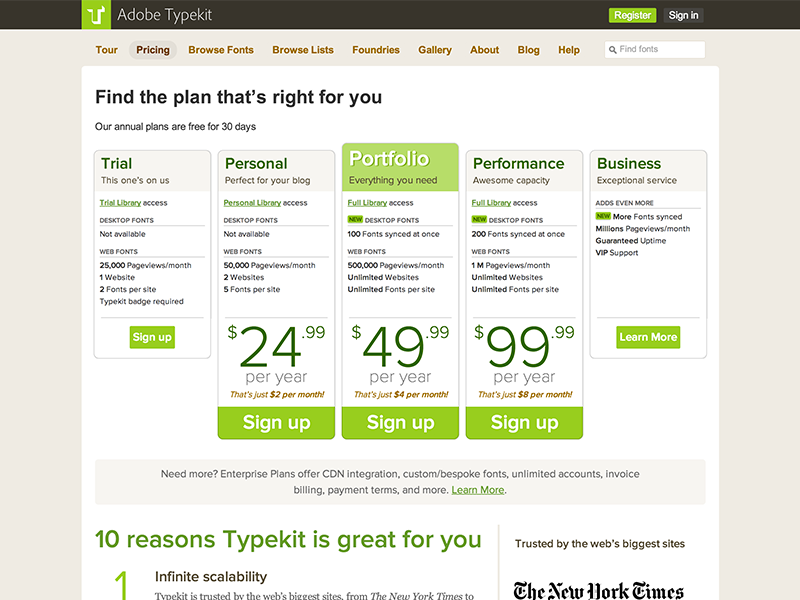 Adobe Typekit
Register
Sign in
Tour
Pricing
Browse Fonts
Browse Lists
Foundries
Gallery
About
Blog
Help
Find fonts
Find the plan that's right for you
Our annual plans are free for 30 days
Trial
This one's on us
Trial Library access
DESKTOP FONTS
Not available
WEB FONTS
25,000 Pageviews/month
1 Website
2 Fonts per site
Typekit badge required
Sign up
Personal
Perfect for your blog
Personal Library access
DESKTOP FONTS
Not available
WEB FONTS
50,000 Pageviews/month
2 Websites
5 Fonts per site
$24.99
per year
That's just $2 per month!
Sign up
Portfolio
Everything you need
Full Library access
NEW DESKTOP FONTS
100 Fonts synced at once
WEB FONTS
500,000 Pageviews/month
Unlimited Websites
Unlimited Fonts per site
$49.99
per year
That's just $4 per month!
Sign up
Performance
Awesome capacity
Full Library access
NEW DESKTOP FONTS
200 Fonts synced at once
WEB FONTS
1 M Pageviews/month
Unlimited Websites
Unlimited Fonts per site
$99.99
per year
That's just $8 per month!
Sign up
Business
Exceptional service
ADDS EVEN MORE
NEW More Fonts synced
Millions Pageviews/month
Guaranteed Uptime
VIP Support
Learn More
Need more? Enterprise Plans offer CDN integration, custom/bespoke fonts, unlimited accounts, invoice
billing, payment terms, and more. Learn More.
10 reasons Typekit is great for you
1
Infinite scalability
Typekit is trusted by the web's biggest sites, from The New York Times to
Trusted by the web's biggest sites
The New York Times